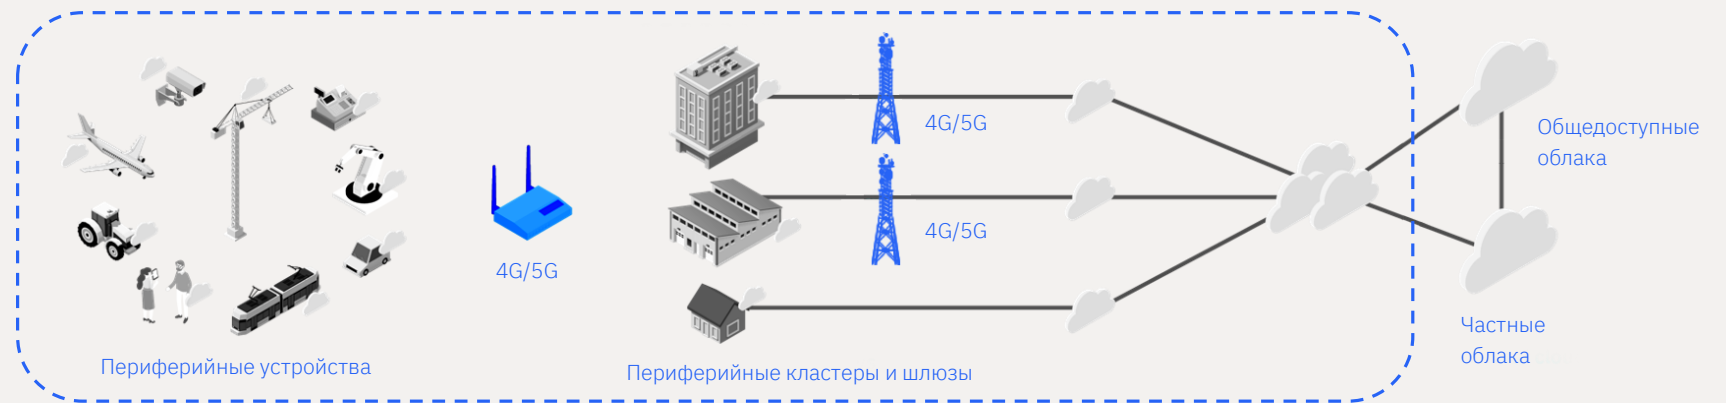 4G/5G
4G/5G
4G/5G
Общедоступные
облака
Частные
облака
Периферийные устройства
Периферийные кластеры и шлюзы